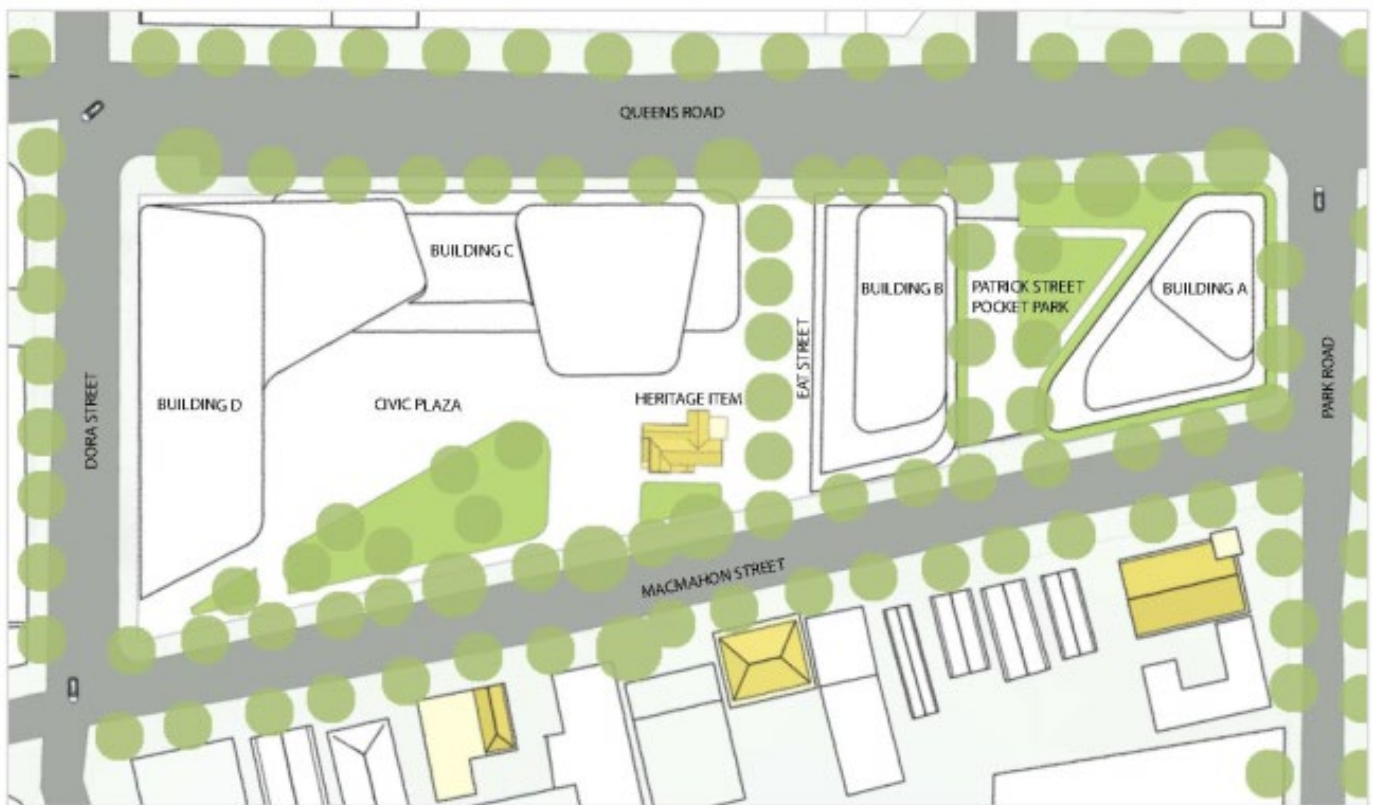 QUEENS ROAD
BUILDING C
BUILDING B
PATRICK STREET
POCKET PARK
BUILDING A
BUILDING D
CIVIC PLAZA
HERITAGE ITEM
EAT STREET
DORA STREET
PARK ROAD
MACMAHON STREET